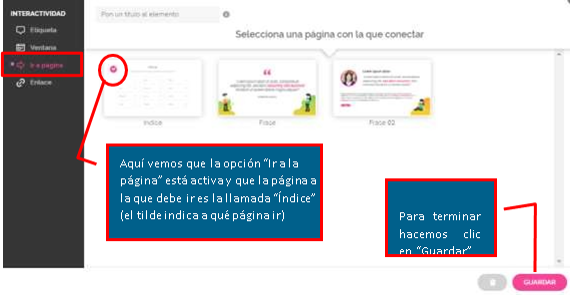 INTERACTIVIDAD
Pon un título al elemento
Etiqueta
Selecciona una página con la que conectar
Ventana
Ir a página
Enlace
Índice
Frase
Frase 02
Aquí vemos que la opción “Ir a la
página” está activa y que la página a
la que debe ir es la llamada “Índice”
(el tilde indica a qué página ir)
Para terminar
hacemos clic
en “Guardar”
GUARDAR